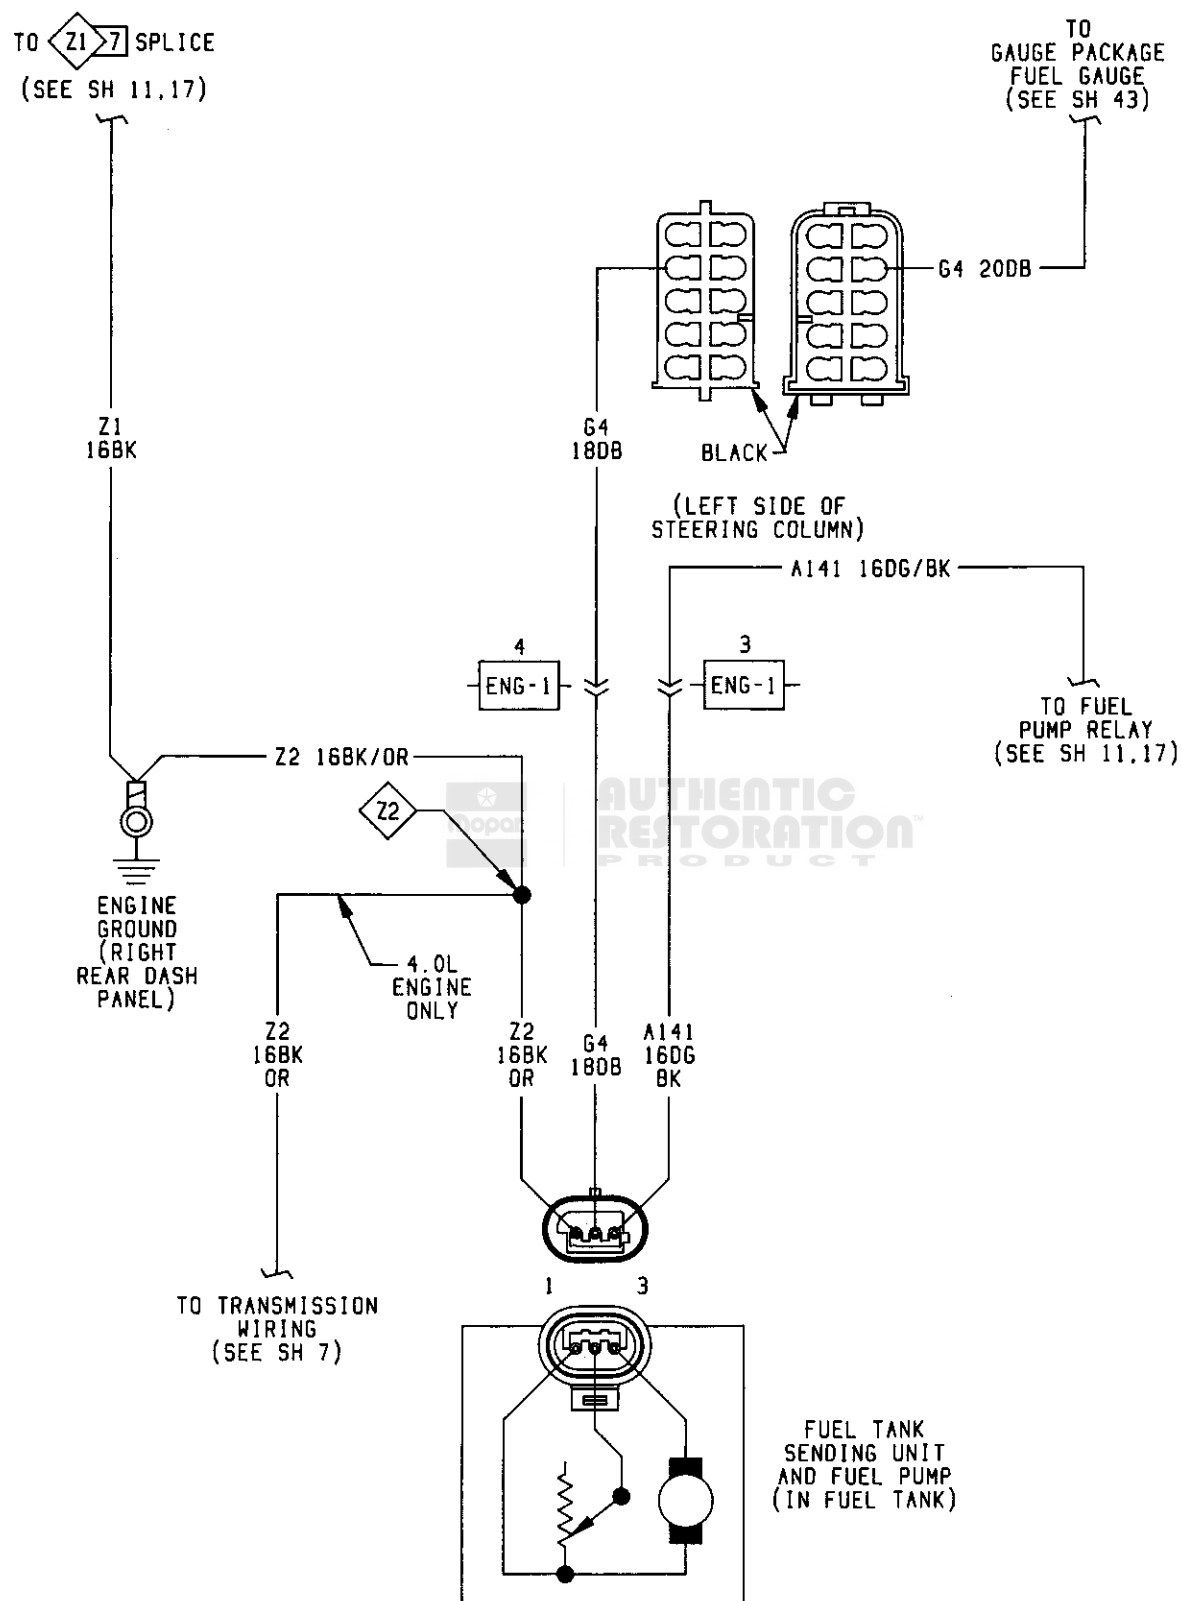 TO Z1 7 SPLICE
(SEE SH 11,17)
TO
GAUGE PACKAGE
FUEL GAUGE
(SEE SH 43)
G4 20DB
Z1
16BK
G4
18DB
BLACK
(LEFT SIDE OF
STEERING COLUMN)
A141 16DG/BK
4
ENG-1
3
ENG-1
TO FUEL
PUMP RELAY
(SEE SH 11,17)
Z2 16BK/OR
Z2
Mopar
AUTHENTIC
RESTORATION™
PRODUCT
ENGINE
GROUND
(RIGHT
REAR DASH
PANEL)
4.0L
ENGINE
ONLY
Z2
16BK
OR
Z2
16BK
OR
G4
18DB
A141
16DG
BK
1
3
TO TRANSMISSION
WIRING
(SEE SH 7)
FUEL TANK
SENDING UNIT
AND FUEL PUMP
(IN FUEL TANK)